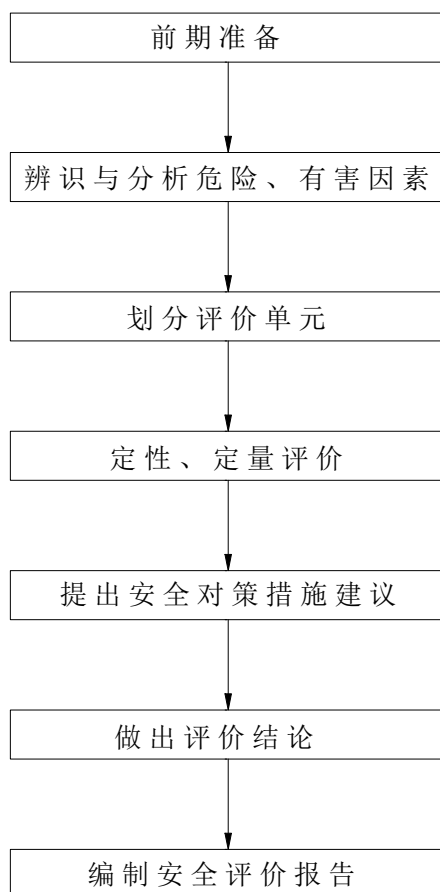 前期准备
辨识与分析危险、有害因素
划分评价单元
定性、定量评价
提出安全对策措施建议
做出评价结论
编制安全评价报告